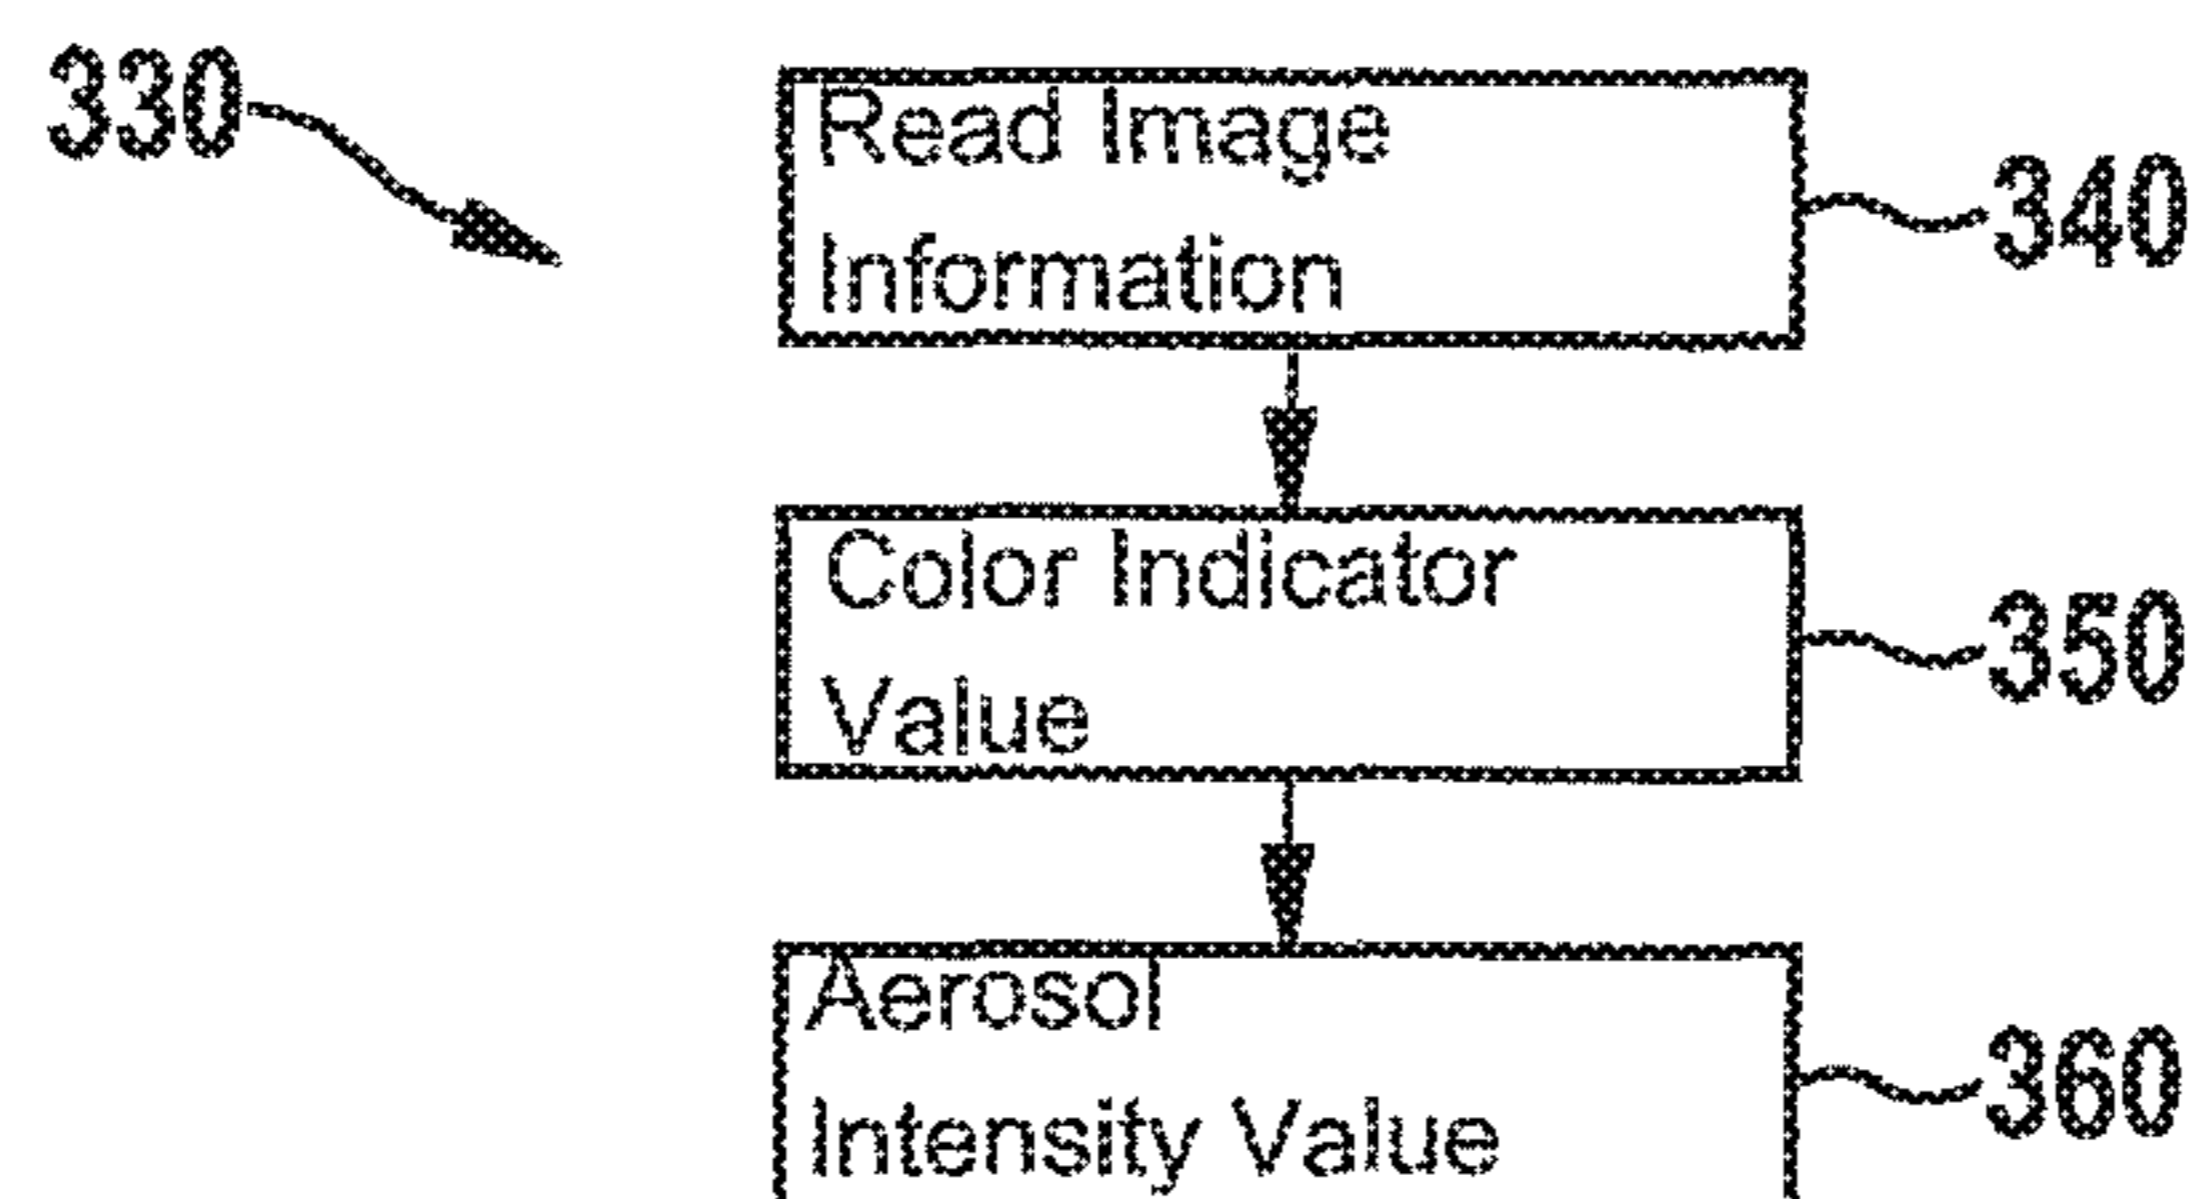 330
Read Image
Information
340
Color Indicator
Value
350
Aerosol
Intensity Value
360